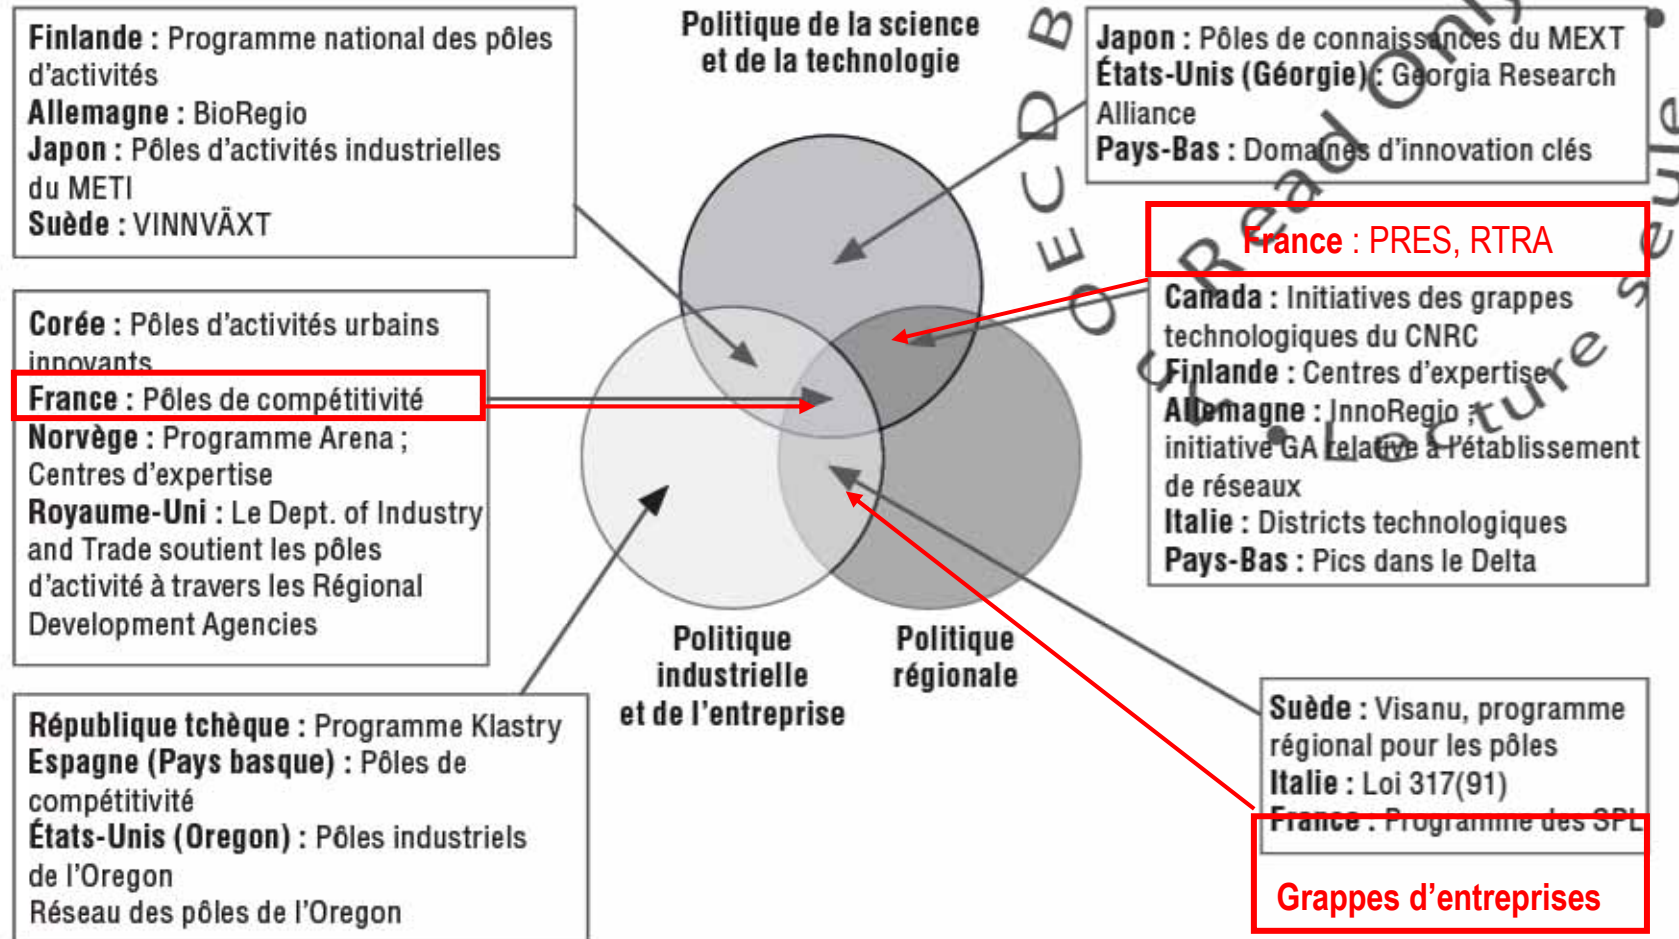 Finlande : Programme national des pôles
d'activités
Allemagne : BioRegio
Japon : Pôles d'activités industrielles
du METI
Suède : VINNVÄXT
Politique de la science
et de la technologie
Japon : Pôles de connaissances du MEXT
États-Unis (Géorgie) : Georgia Research
Alliance
Pays-Bas : Domaines d'innovation clés
Corée : Pôles d'activités urbains
innovants
France : Pôles de compétitivité
Norvège : Programme Arena ;
Centres d'expertise
Royaume-Uni : Le Dept. of Industry
and Trade soutient les pôles
d'activité à travers les Régional
Development Agencies
France : PRES, RTRA
Canada : Initiatives des grappes
technologiques du CNRC
Finlande : Centres d'expertise
Allemagne : InnoRegio ;
initiative GA relative à l'établissement
de réseaux
Italie : Districts technologiques
Pays-Bas : Pics dans le Delta
Politique
industrielle
et de l'entreprise
Politique
régionale
République tchèque : Programme Klastry
Espagne (Pays basque) : Pôles de
compétitivité
États-Unis (Oregon) : Pôles industriels
de l'Oregon
Réseau des pôles de l'Oregon
Suède : Visanu, programme
régional pour les pôles
Italie : Loi 317(91)
France : Programme des SPL
Grappes d'entreprises
OECD B
Read Only
Lecture seule